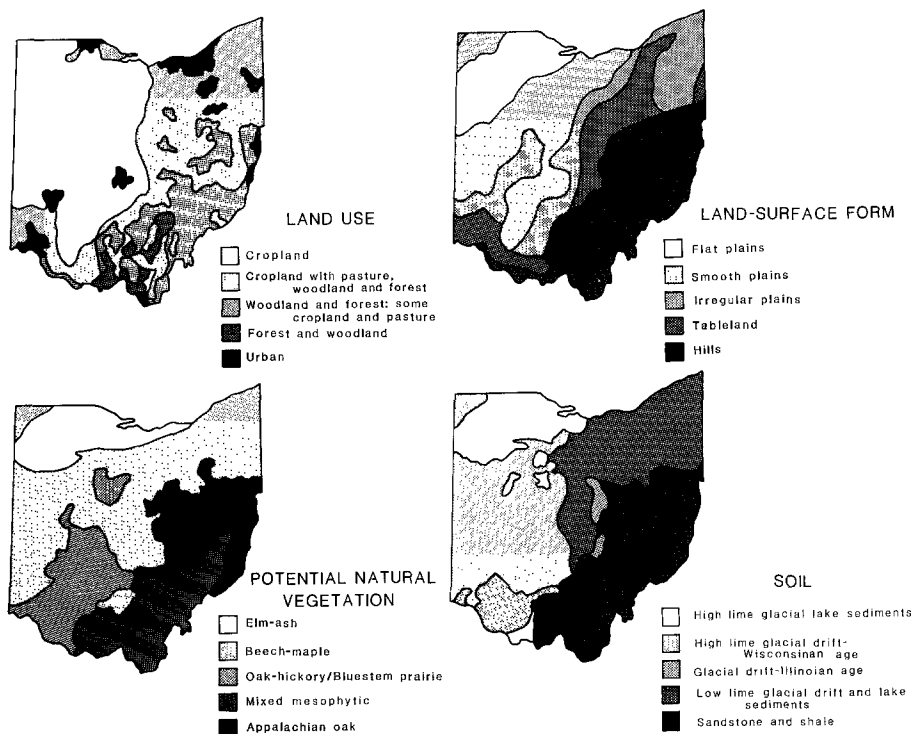 LAND USE
Cropland
Cropland with pasture,
woodland and forest
Woodland and forest: some
cropland and pasture
Forest and woodland
Urban
LAND-SURFACE FORM
Flat plains
Smooth plains
Irregular plains
Tableland
Hills
POTENTIAL NATURAL
VEGETATION
Elm-ash
Beech-maple
Oak-hickory/Bluestem prairie
Mixed mesophytic
Appalachian oak
SOIL
High lime glacial lake sediments
High lime glacial drift-
Wisconsinan age
Glacial drift-Illinoian age
Low lime glacial drift and lake
sediments
Sandstone and shale